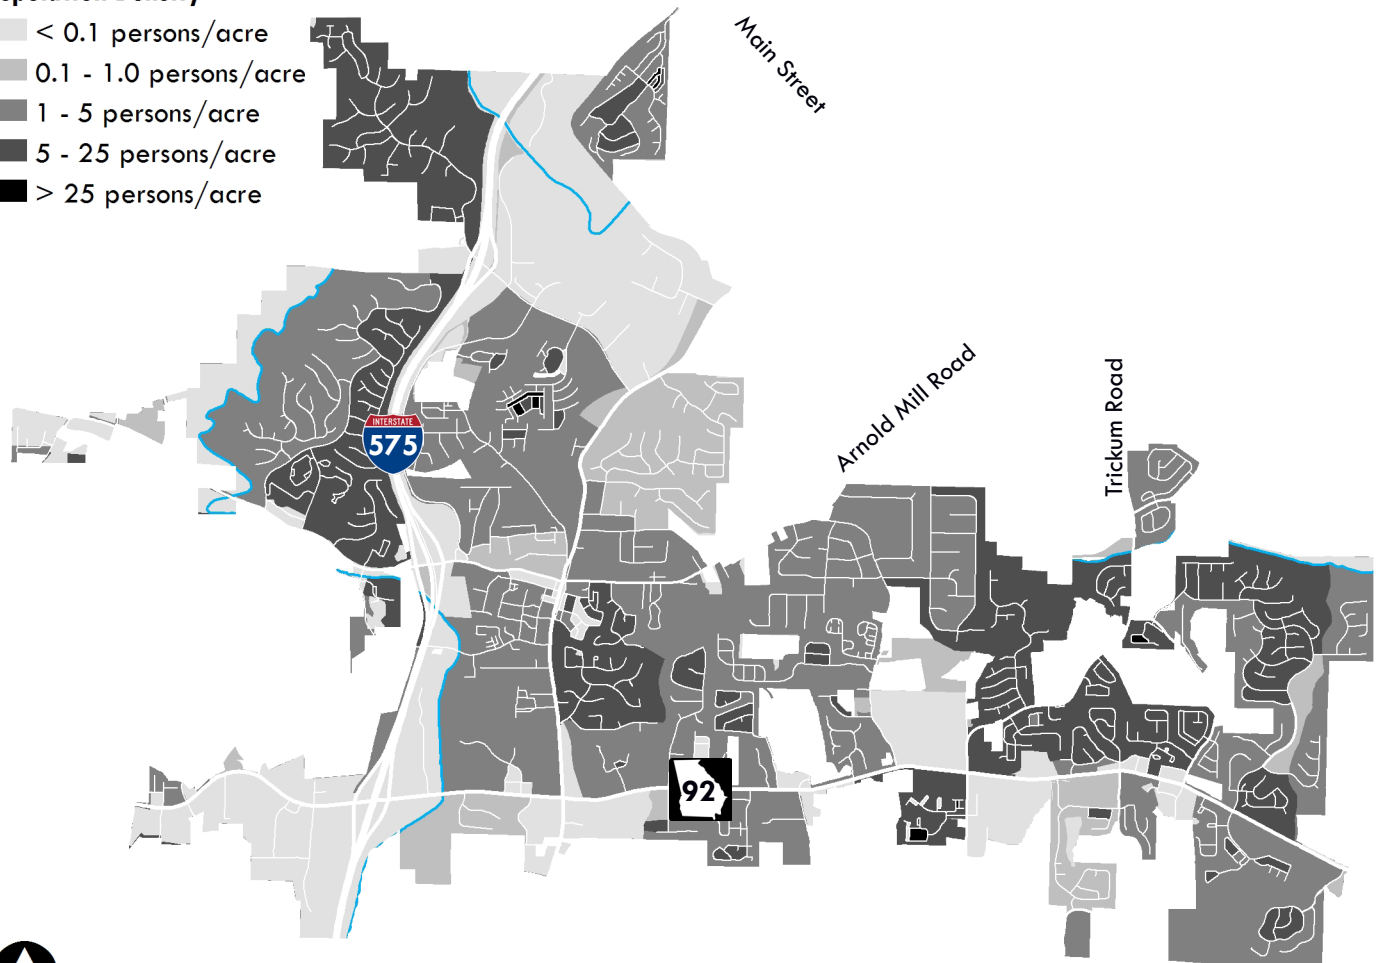 < 0.1 persons/acre
0.1 - 1.0 persons/acre
1 - 5 persons/acre
5 - 25 persons/acre
> 25 persons/acre
Main Street
Arnold Mill Road
Trickum Road
INTERSTATE
575
92